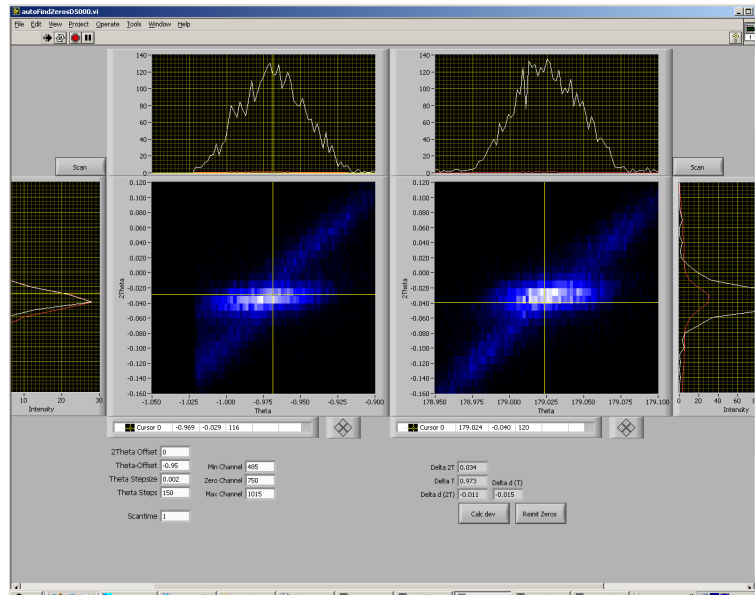 autoFindZerosD5000.vi
File Edit View Project Operate Tools Window Help
140-
120-
100-
80-
60-
40-
20-
0-
140-
120-
100-
80-
60-
40-
20-
0-
Scan
Scan
0.120
0.100
0.080
0.060
0.040
0.020
0.000
-0.020
-0.040
-0.060
-0.080
-0.100
-0.120
-0.140
-0.160
2Theta
-1.050 -1.025 -1.000 -0.975 -0.950 -0.925 -0.900
Theta
0.120
0.100
0.080
0.060
0.040
0.020
0.000
-0.020
-0.040
-0.060
-0.080
-0.100
-0.120
-0.140
-0.160
2Theta
178.950 178.975 179.000 179.025 179.050 179.075 179.100
Theta
10 20 30
Intensity
0 20 40 60
Intensity
Cursor 0 -0.969 -0.029 116
Cursor 0 179.024 -0.040 120
2Theta Offset 0
Theta-Offset -0.95
Theta Stepsize 0.002
Theta Steps 150
Scantime 1
Min Channel 485
Zero Channel 750
Max Channel 1015
Delta 2T 0.034
Delta T 0.973 Delta d (T)
Delta d (2T) -0.011 -0.015
Calc dev Reinit Zeros